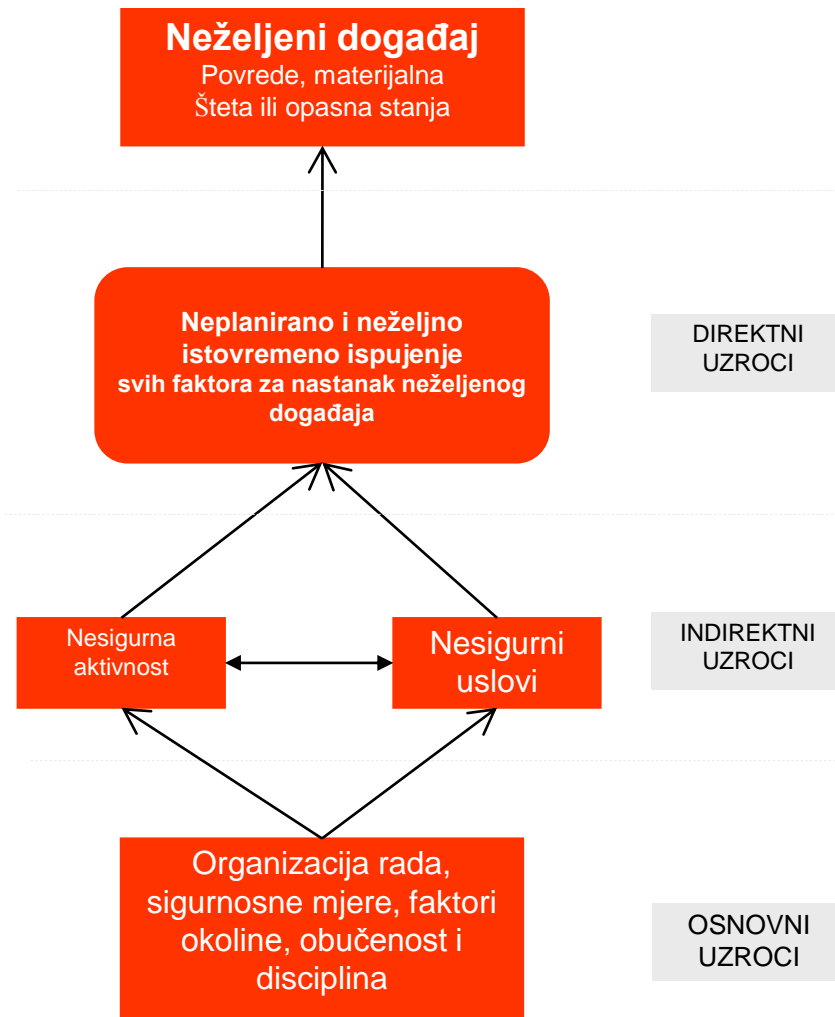 Neželjeni događaj
Povrede, materijalna
Šteta ili opasna stanja
Neplanirano i neželjno
istovremeno ispujenje
svih faktora za nastanak neželjenog
događaja
DIREKTNI
UZROCI
Nesigurna
aktivnost
Nesigurni
uslovi
INDIREKTNI
UZROCI
Organizacija rada,
sigurnosne mjere, faktori
okoline, obučenost i
disciplina
OSNOVNI
UZROCI